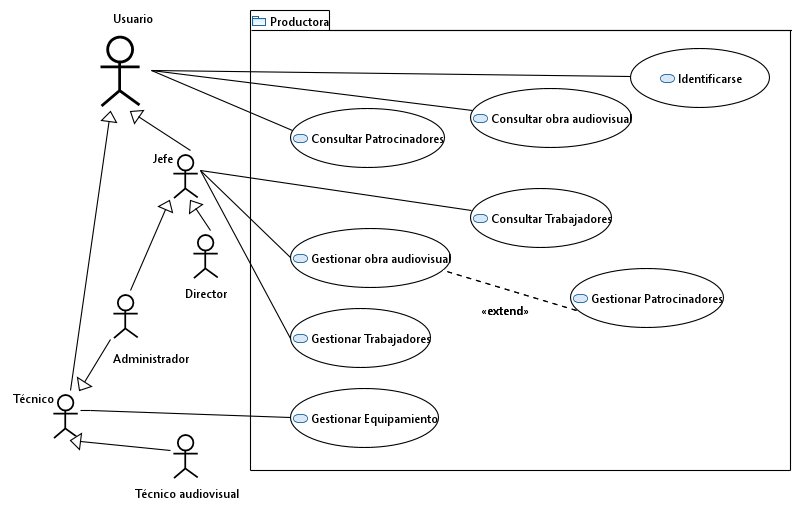 Usuario
Productora
Identificarse
Consultar obra audiovisual
Consultar Patrocinadores
Jefe
Consultar Trabajadores
Gestionar obra audiovisual
Director
Gestionar Patrocinadores
«extend»
Gestionar Trabajadores
Administrador
Técnico
Gestionar Equipamiento
Técnico audiovisual